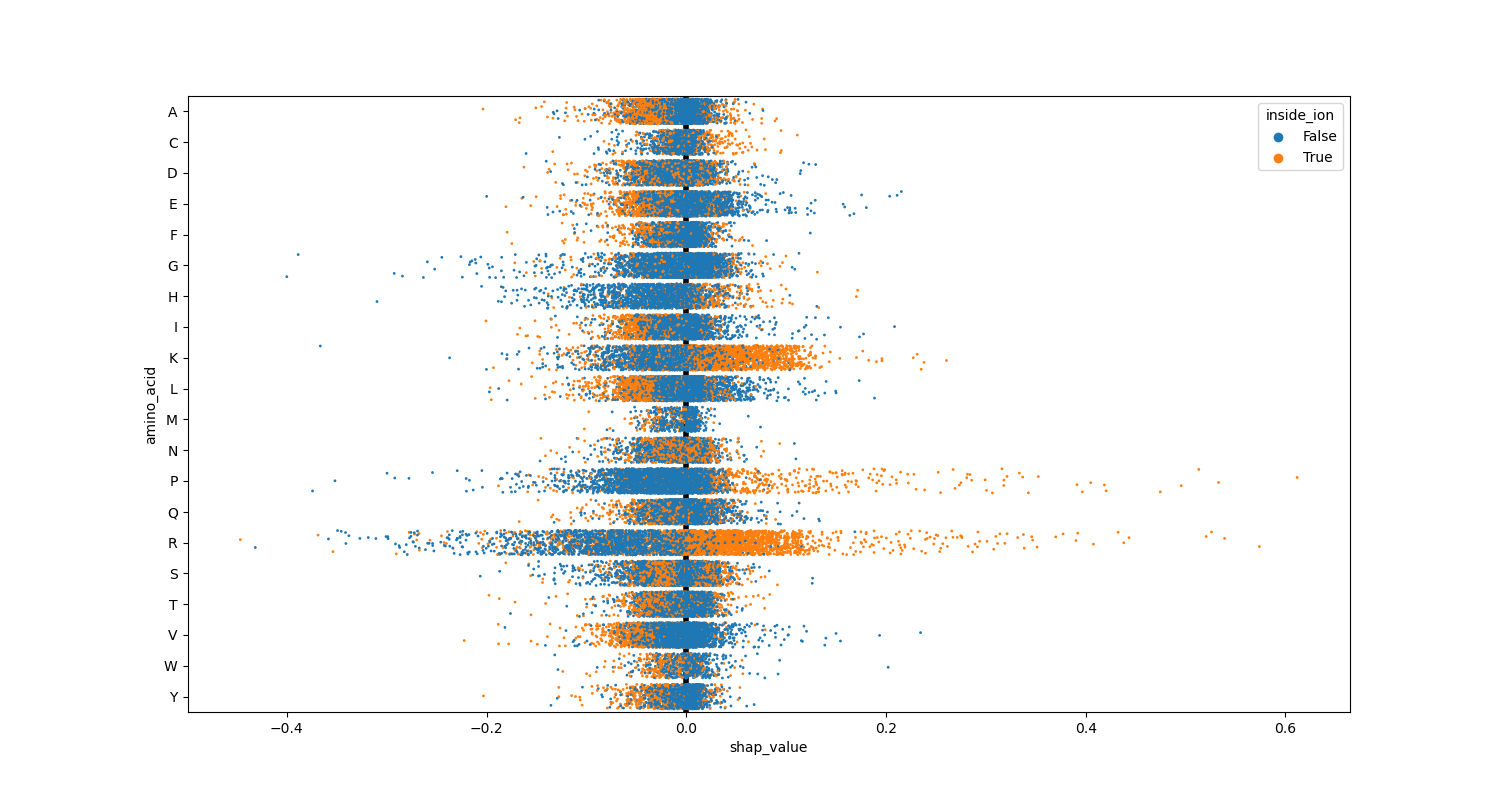 inside_ion
False
True
A
C
D
E
F
G
H
I
K
L
M
N
P
Q
R
S
T
V
W
Y
amino_acid
−0.4 −0.2 0.0 0.2 0.4 0.6
shap_value